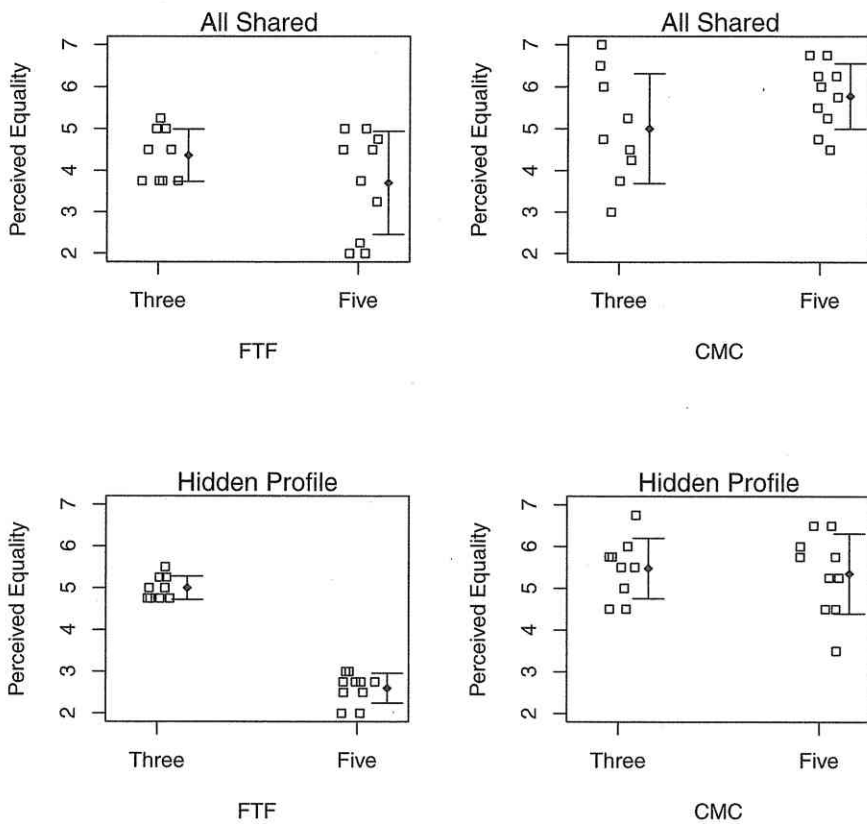 All Shared
Perceived Equality
7
6
5
4
3
2
Three
Five
FTF
All Shared
Perceived Equality
7
6
5
4
3
2
Three
Five
CMC
Hidden Profile
Perceived Equality
7
6
5
4
3
2
Three
Five
FTF
Hidden Profile
Perceived Equality
7
6
5
4
3
2
Three
Five
CMC